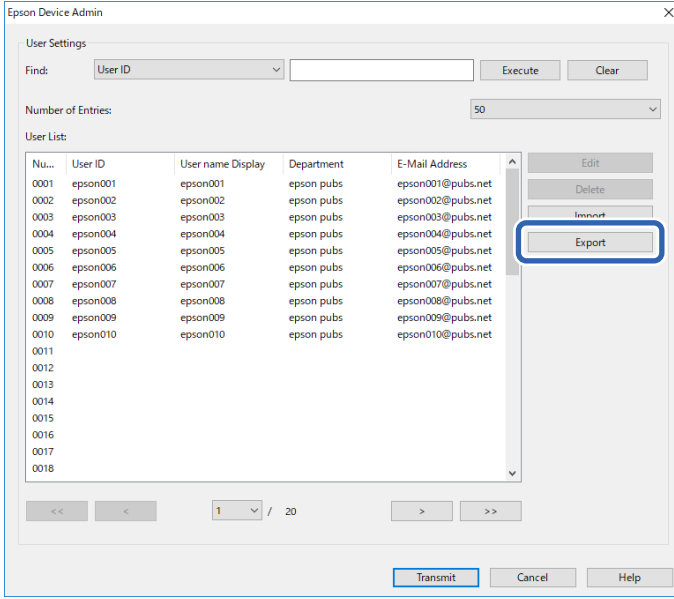 Epson Device Admin
User Settings
Find: User ID Execute Clear
Number of Entries: 50
User List:
Nu... User ID User name Display Department E-Mail Address
0001 epson001 epson001 epson pubs epson001@pubs.net
0002 epson002 epson002 epson pubs epson002@pubs.net
0003 epson003 epson003 epson pubs epson003@pubs.net
0004 epson004 epson004 epson pubs epson004@pubs.net
0005 epson005 epson005 epson pubs epson005@pubs.net
0006 epson006 epson006 epson pubs epson006@pubs.net
0007 epson007 epson007 epson pubs epson007@pubs.net
0008 epson008 epson008 epson pubs epson008@pubs.net
0009 epson009 epson009 epson pubs epson009@pubs.net
0010 epson010 epson010 epson pubs epson010@pubs.net
0011
0012
0013
0014
0015
0016
0017
0018
Edit
Delete
Import
Export
<< < 1 / 20 > >>
Transmit Cancel Help